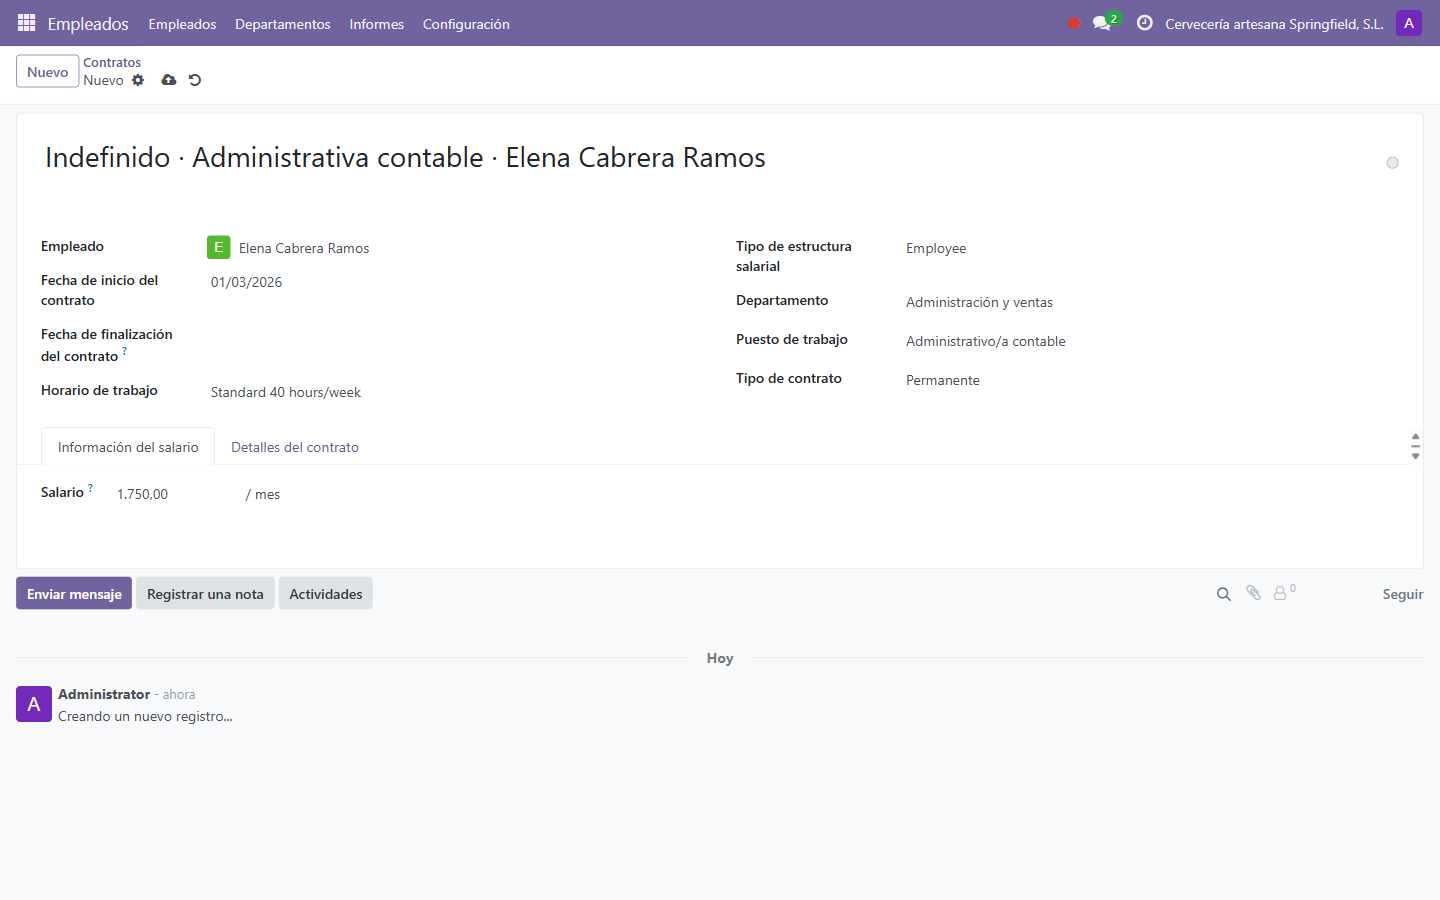 Empleados
Empleados
Departamentos
Informes
Configuración
2
Cervecería artesana Springfield, S.L.
A
Nuevo
Contratos
Nuevo
Indefinido · Administrativa contable · Elena Cabrera Ramos
Empleado
E
Elena Cabrera Ramos
Fecha de inicio del
contrato
01/03/2026
Fecha de finalización
del contrato ?
Horario de trabajo
Standard 40 hours/week
Tipo de estructura
salarial
Employee
Departamento
Administración y ventas
Puesto de trabajo
Administrativo/a contable
Tipo de contrato
Permanente
Información del salario
Detalles del contrato
Salario ?
1.750,00
/ mes
Enviar mensaje
Registrar una nota
Actividades
0
Seguir
Hoy
A
Administrator - ahora
Creando un nuevo registro...